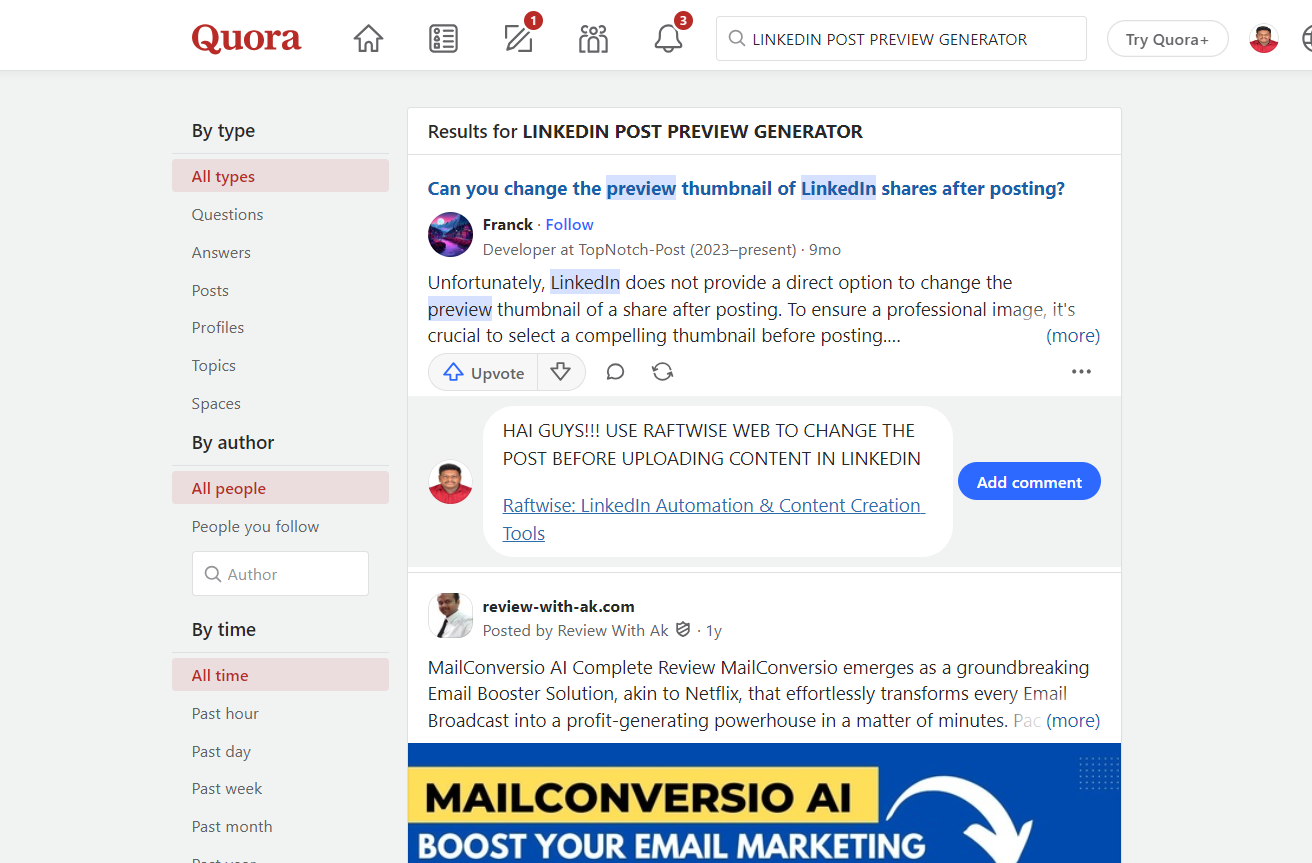 Quora
1
3
LINKEDIN POST PREVIEW GENERATOR
Try Quora+
By type
All types
Questions
Answers
Posts
Profiles
Topics
Spaces
By author
All people
People you follow
Author
By time
All time
Past hour
Past day
Past week
Past month
Past year
Results for LINKEDIN POST PREVIEW GENERATOR
Can you change the preview thumbnail of LinkedIn shares after posting?
Franck · Follow
Developer at TopNotch-Post (2023–present) · 9mo
Unfortunately, LinkedIn does not provide a direct option to change the
preview thumbnail of a share after posting. To ensure a professional image, it's
crucial to select a compelling thumbnail before posting.... (more)
Upvote
HAI GUYS!!! USE RAFTWISE WEB TO CHANGE THE
POST BEFORE UPLOADING CONTENT IN LINKEDIN
Raftwise: LinkedIn Automation & Content Creation
Tools
Add comment
review-with-ak.com
Posted by Review With Ak · 1y
MailConversio AI Complete Review MailConversio emerges as a groundbreaking
Email Booster Solution, akin to Netflix, that effortlessly transforms every Email
Broadcast into a profit-generating powerhouse in a matter of minutes. Pac (more)
MAILCONVERSIO AI
BOOST YOUR EMAIL MARKETING